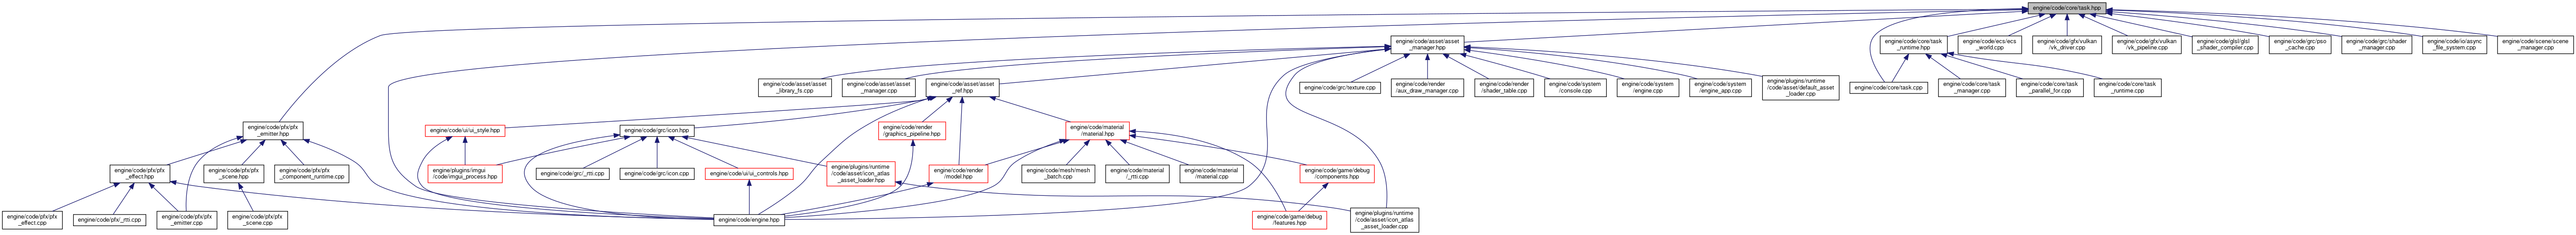 engine/code/core/task.hpp
engine/code/asset/asset
_manager.hpp
engine/code/core/task
_runtime.hpp
engine/code/ecs/ecs
_world.cpp
engine/code/gfx/vulkan
/vk_driver.cpp
engine/code/gfx/vulkan
/vk_pipeline.cpp
engine/code/glsl/glsl
_shader_compiler.cpp
engine/code/grc/pso
_cache.cpp
engine/code/grc/shader
_manager.cpp
engine/code/io/async
_file_system.cpp
engine/code/scene/scene
_manager.cpp
engine/code/asset/asset
_library_fs.cpp
engine/code/asset/asset
_manager.cpp
engine/code/asset/asset
_ref.hpp
engine/code/grc/texture.cpp
engine/code/render
/aux_draw_manager.cpp
engine/code/render
/shader_table.cpp
engine/code/system
/console.cpp
engine/code/system
/engine.cpp
engine/code/system
/engine_app.cpp
engine/plugins/runtime
/code/asset/default_asset
_loader.cpp
engine/code/core/task.cpp
engine/code/core/task
_manager.cpp
engine/code/core/task
_parallel_for.cpp
engine/code/core/task
_runtime.cpp
engine/code/pfx/pfx
_emitter.hpp
engine/code/ui/ui_style.hpp
engine/code/grc/icon.hpp
engine/code/render
/graphics_pipeline.hpp
engine/code/material
/material.hpp
engine/code/pfx/pfx
_effect.hpp
engine/code/pfx/pfx
_scene.hpp
engine/code/pfx/pfx
_component_runtime.cpp
engine/plugins/imgui
/code/imgui_process.hpp
engine/code/grc/_rtti.cpp
engine/code/grc/icon.cpp
engine/code/ui/ui_controls.hpp
engine/plugins/runtime
/code/asset/icon_atlas
_asset_loader.hpp
engine/code/render
/model.hpp
engine/code/mesh/mesh
_batch.cpp
engine/code/material
/_rtti.cpp
engine/code/material
/material.cpp
engine/code/game/debug
/components.hpp
engine/code/pfx/pfx
_effect.cpp
engine/code/pfx/_rtti.cpp
engine/code/pfx/pfx
_emitter.cpp
engine/code/pfx/pfx
_scene.cpp
engine/code/engine.hpp
engine/code/game/debug
/features.hpp
engine/plugins/runtime
/code/asset/icon_atlas
_asset_loader.cpp